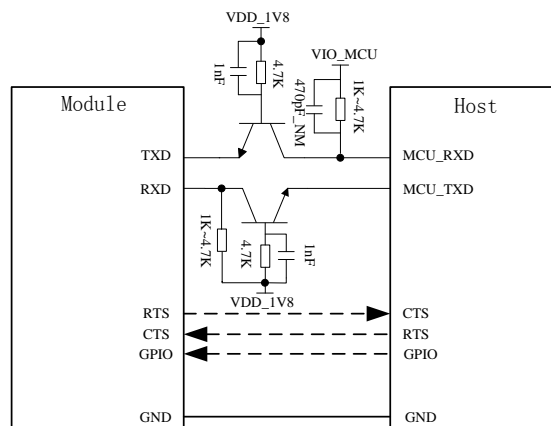 VDD_1V8
1nF
4.7K
VIO_MCU
470pF_NM
1K~4.7K
Module
Host
TXD
MCU_RXD
RXD
MCU_TXD
1K~4.7K
4.7K
1nF
VDD_1V8
RTS
CTS
CTS
RTS
GPIO
GPIO
GND
GND